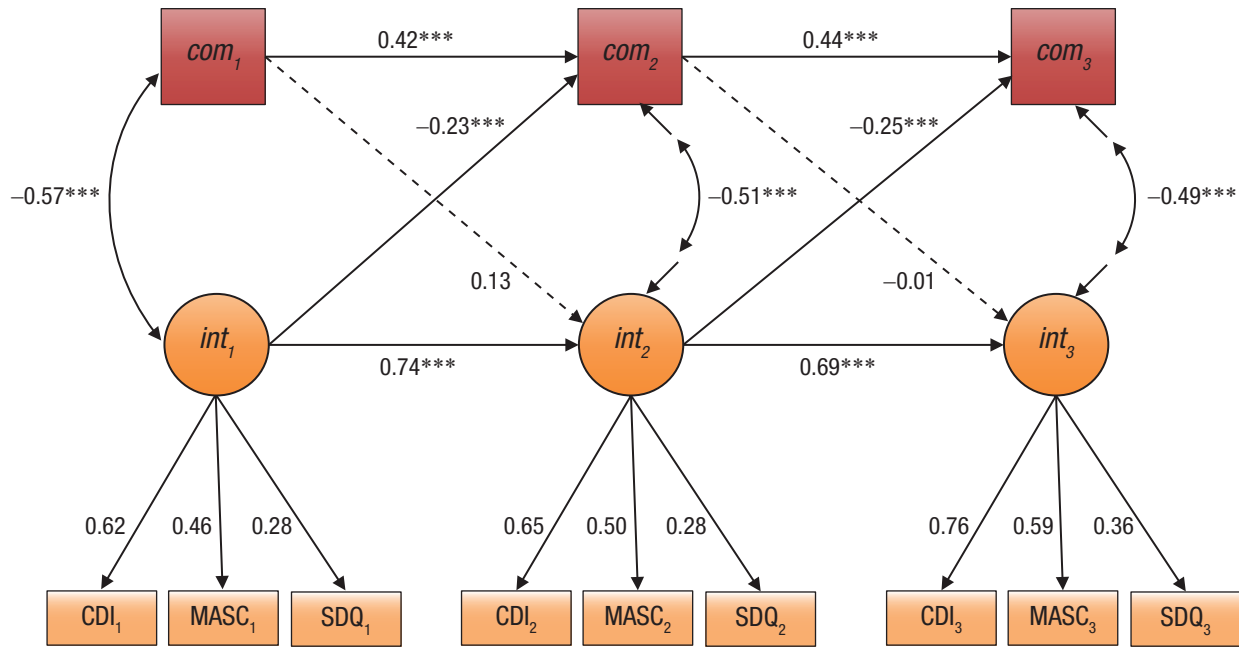 com₁
0.42***
com₂
0.44***
com₃
–0.23***
–0.25***
–0.57***
–0.51***
–0.49***
0.13
–0.01
int₁
int₂
int₃
0.74***
0.69***
0.62
0.46
0.28
0.65
0.50
0.28
0.76
0.59
0.36
CDI₁
MASC₁
SDQ₁
CDI₂
MASC₂
SDQ₂
CDI₃
MASC₃
SDQ₃